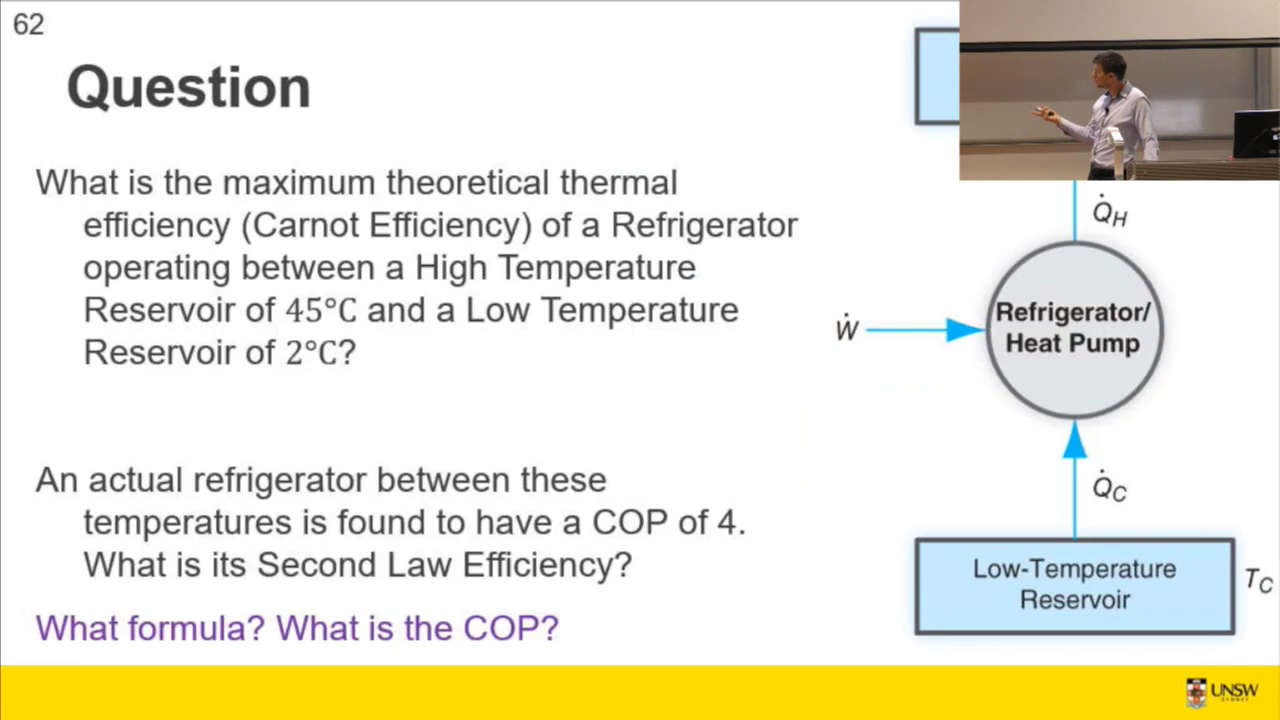 62
Question
What is the maximum theoretical thermal
efficiency (Carnot Efficiency) of a Refrigerator
operating between a High Temperature
Reservoir of 45°C and a Low Temperature
Reservoir of 2°C?
An actual refrigerator between these
temperatures is found to have a COP of 4.
What is its Second Law Efficiency?
What formula? What is the COP?
Q̇H
Ẇ
Refrigerator/
Heat Pump
Q̇C
Low-Temperature
Reservoir
TC
UNSW
SYDNEY